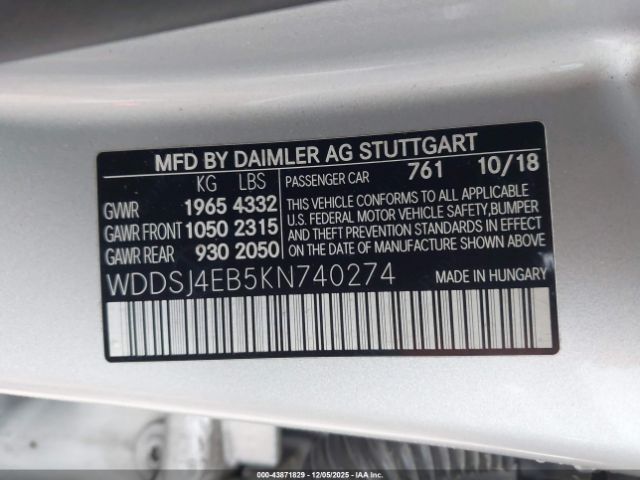 MFD BY DAIMLER AG STUTTGART
KG LBS
GVWR 1965 4332
GAWR FRONT 1050 2315
GAWR REAR 930 2050
PASSENGER CAR 761 10/18
THIS VEHICLE CONFORMS TO ALL APPLICABLE
U.S. FEDERAL MOTOR VEHICLE SAFETY,BUMPER
AND THEFT PREVENTION STANDARDS IN EFFECT
ON THE DATE OF MANUFACTURE SHOWN ABOVE.
WDDSJ4EB5KN740274
MADE IN HUNGARY
000-43871829 - 12/05/2025 - IAA Inc.